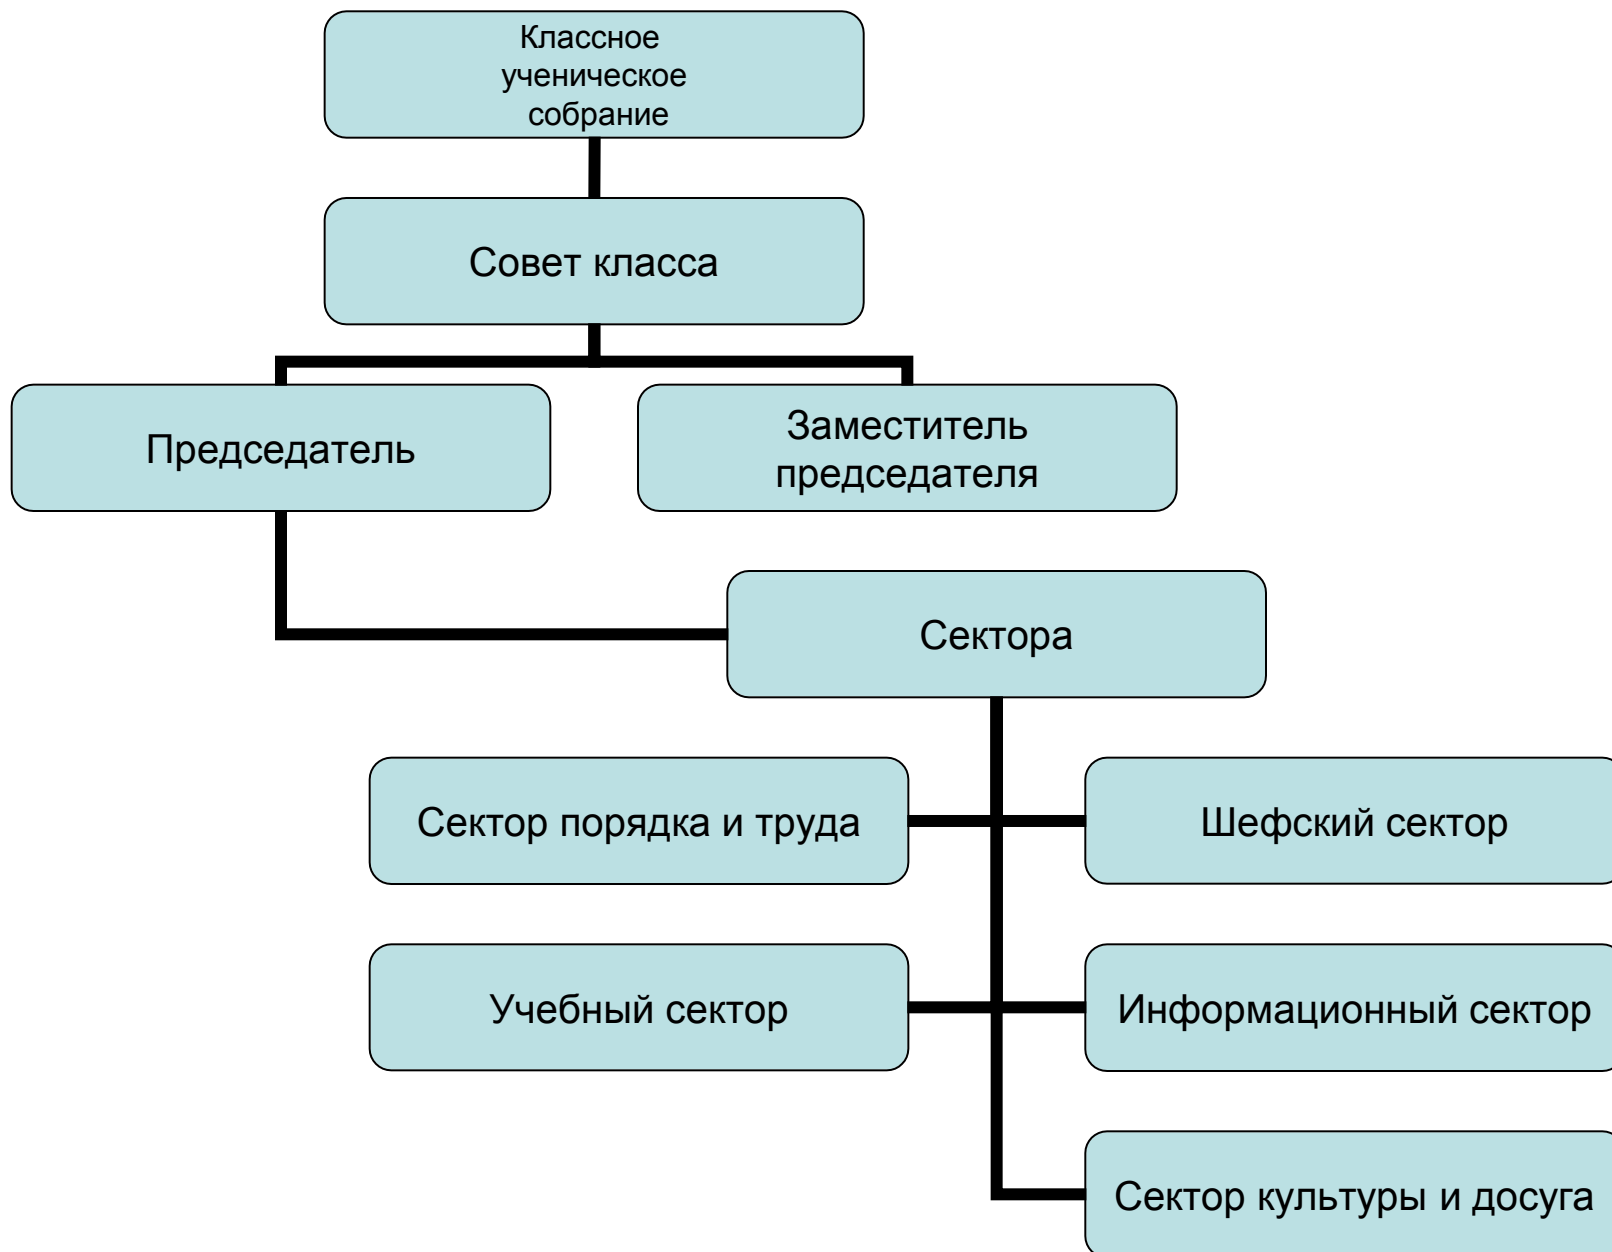 Классное
ученическое
собрание
Совет класса
Председатель
Заместитель
председателя
Сектора
Сектор порядка и труда
Шефский сектор
Учебный сектор
Информационный сектор
Сектор культуры и досуга